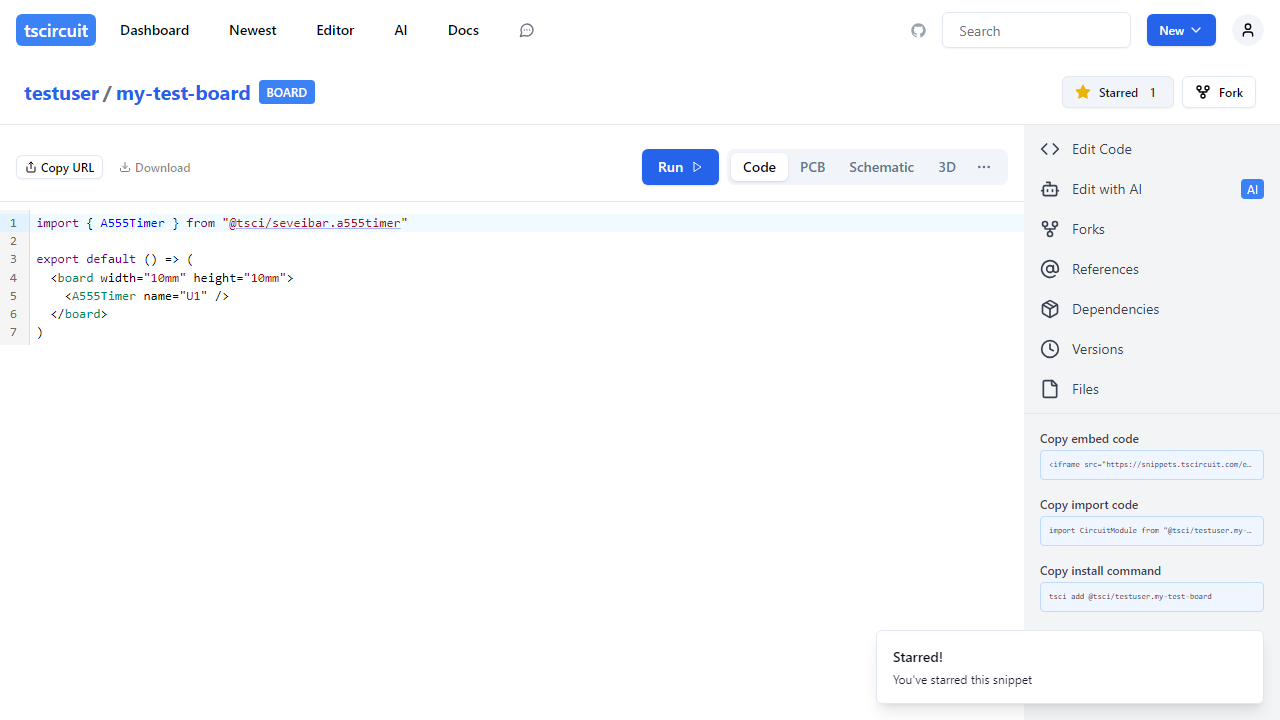 tscircuit Dashboard Newest Editor AI Docs Search New
testuser / my-test-board BOARD Starred 1 Fork
Copy URL Download Run Code PCB Schematic 3D ...
1 import { A555Timer } from "@tsci/seveibar.a555timer"
2
3 export default () => (
4 <board width="10mm" height="10mm">
5 <A555Timer name="U1" />
6 </board>
7 )
Edit Code
Edit with AI AI
Forks
References
Dependencies
Versions
Files
Copy embed code
<iframe src="https://snippets.tscircuit.com/e…
Copy import code
import CircuitModule from "@tsci/testuser.my-…
Copy install command
tsci add @tsci/testuser.my-test-board
Starred!
You've starred this snippet